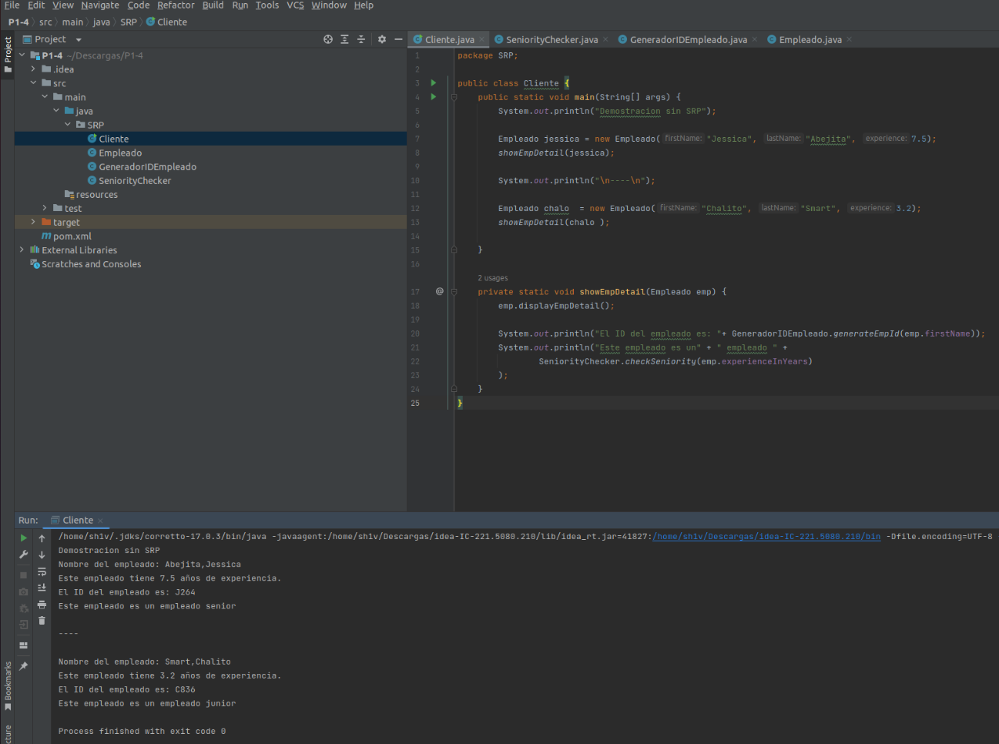 File Edit View Navigate Code Refactor Build Run Tools VCS Window Help
P1-4 src main java SRP Cliente
Project
Project
P1-4 ~/Descargas/P1-4
.idea
src
main
java
SRP
Cliente
Empleado
GeneradorIDEmpleado
SeniorityChecker
resources
test
target
pom.xml
External Libraries
Scratches and Consoles
Cliente.java SeniorityChecker.java GeneradorIDEmpleado.java Empleado.java
1 package SRP;
2
3 public class Cliente {
4 public static void main(String[] args) {
5 System.out.println("Demostracion sin SRP");
6
7 Empleado jessica = new Empleado( firstName: "Jessica", lastName: "Abejita", experience: 7.5);
8 showEmpDetail(jessica);
9
10 System.out.println("\n----\n");
11
12 Empleado chalo  = new Empleado( firstName: "Chalito", lastName: "Smart", experience: 3.2);
13 showEmpDetail(chalo );
14
15 }
16
2 usages
17 @ private static void showEmpDetail(Empleado emp) {
18 emp.displayEmpDetail();
19
20 System.out.println("El ID del empleado es: "+ GeneradorIDEmpleado.generateEmpId(emp.firstName));
21 System.out.println("Este empleado es un" + " empleado " +
22 SeniorityChecker.checkSeniority(emp.experienceInYears)
23 );
24 }
25 }
Run: Cliente
/home/sh1v/.jdks/corretto-17.0.3/bin/java -javaagent:/home/sh1v/Descargas/idea-IC-221.5080.210/lib/idea_rt.jar=41827:/home/sh1v/Descargas/idea-IC-221.5080.210/bin -Dfile.encoding=UTF-8
Demostracion sin SRP
Nombre del empleado: Abejita,Jessica
Este empleado tiene 7.5 años de experiencia.
El ID del empleado es: J264
Este empleado es un empleado senior
----
Nombre del empleado: Smart,Chalito
Este empleado tiene 3.2 años de experiencia.
El ID del empleado es: C836
Este empleado es un empleado junior
Process finished with exit code 0
Bookmarks
cture